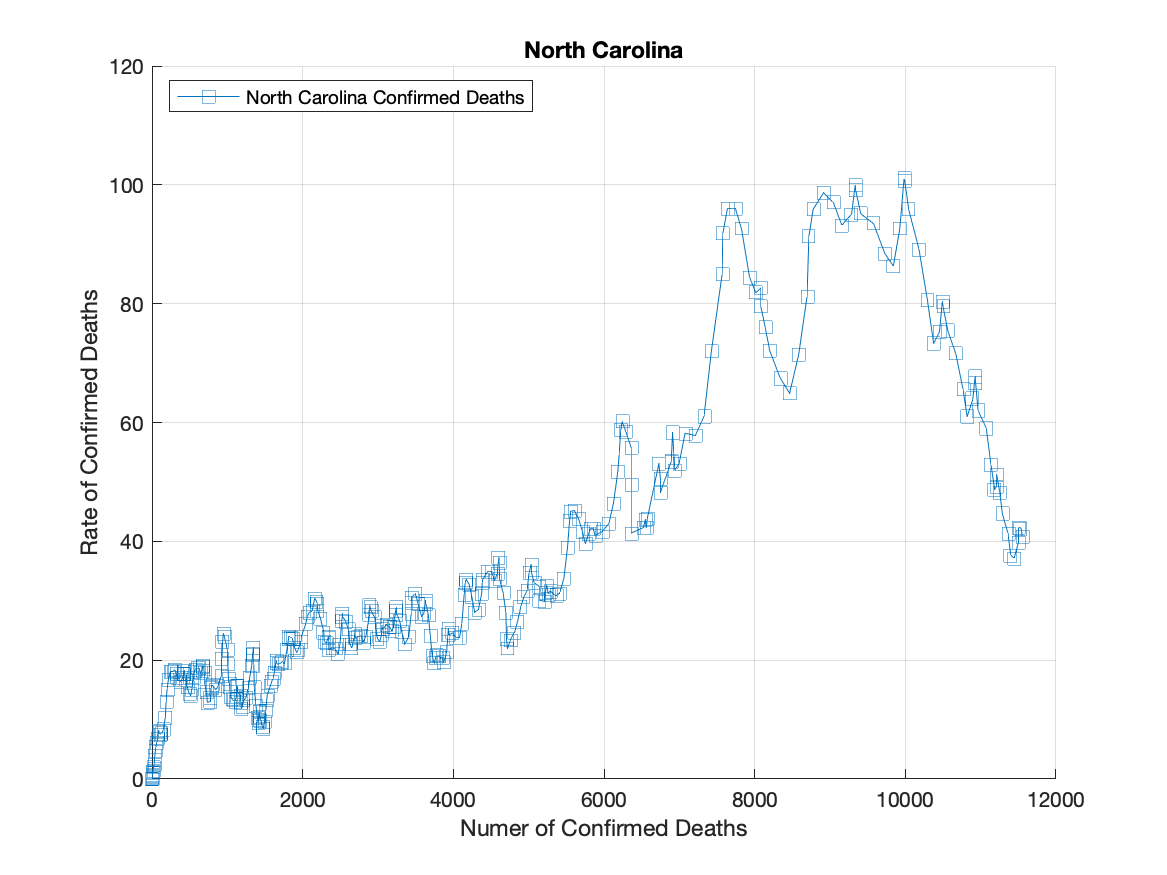 North Carolina
120
North Carolina Confirmed Deaths
100
80
60
40
20
0
Rate of Confirmed Deaths
0 2000 4000 6000 8000 10000 12000
Numer of Confirmed Deaths